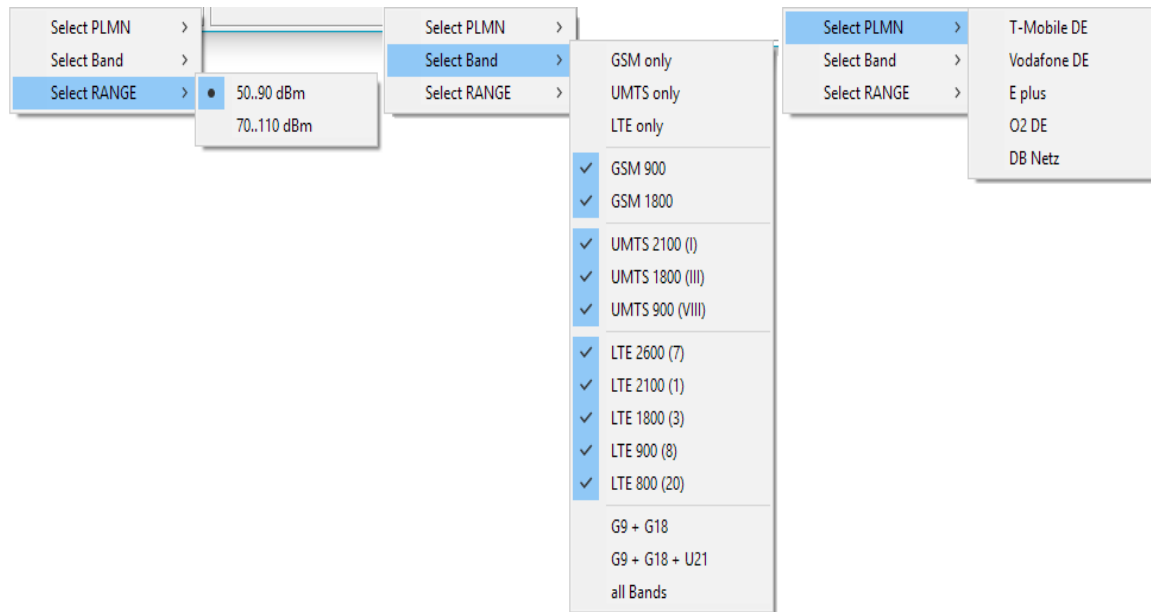 Select PLMN
Select Band
Select RANGE
50..90 dBm
70..110 dBm
Select PLMN
Select Band
Select RANGE
GSM only
UMTS only
LTE only
GSM 900
GSM 1800
UMTS 2100 (I)
UMTS 1800 (III)
UMTS 900 (VIII)
LTE 2600 (7)
LTE 2100 (1)
LTE 1800 (3)
LTE 900 (8)
LTE 800 (20)
G9 + G18
G9 + G18 + U21
all Bands
Select PLMN
Select Band
Select RANGE
T-Mobile DE
Vodafone DE
E plus
O2 DE
DB Netz